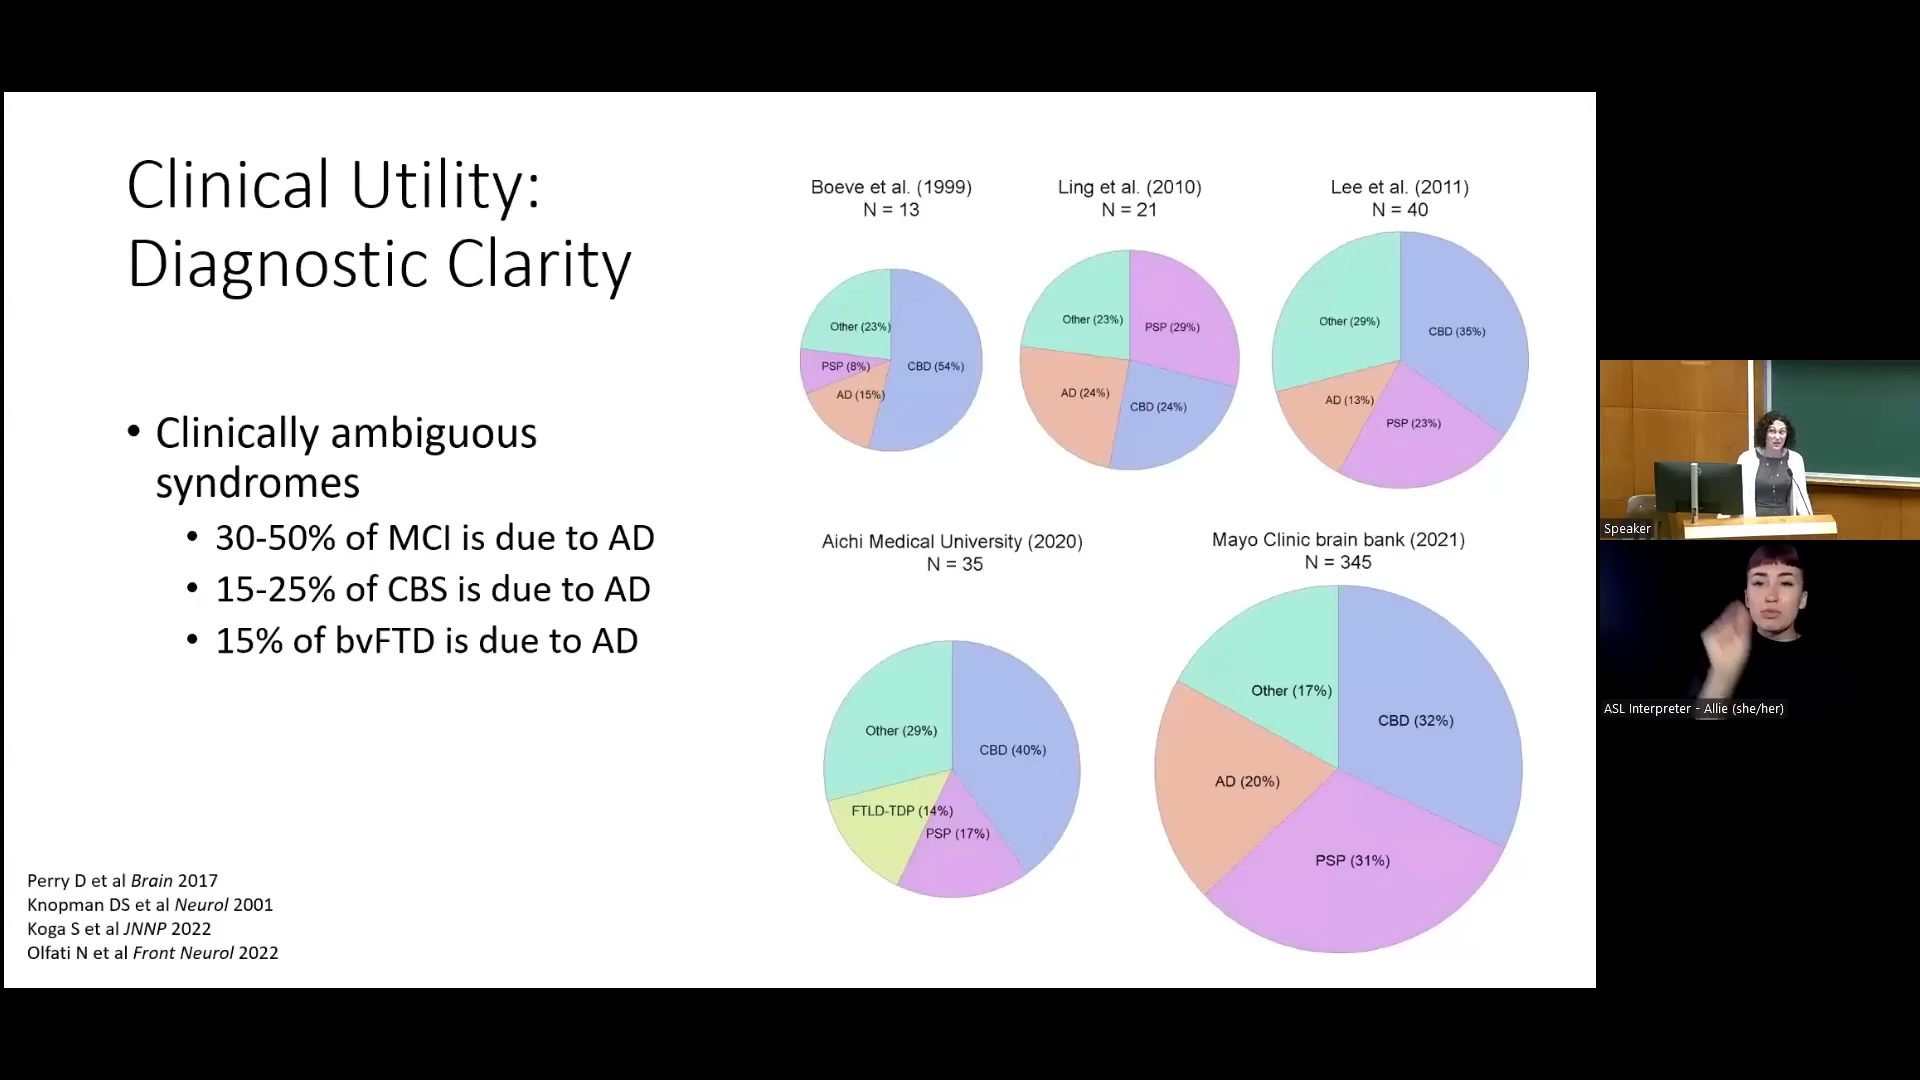 Clinical Utility:
Diagnostic Clarity
• Clinically ambiguous
syndromes
• 30-50% of MCI is due to AD
• 15-25% of CBS is due to AD
• 15% of bvFTD is due to AD
Perry D et al Brain 2017
Knopman DS et al Neurol 2001
Koga S et al JNNP 2022
Olfati N et al Front Neurol 2022
Boeve et al. (1999)
N = 13
Other (23%)
PSP (8%)
CBD (54%)
AD (15%)
Ling et al. (2010)
N = 21
Other (23%)
PSP (29%)
AD (24%)
CBD (24%)
Lee et al. (2011)
N = 40
Other (29%)
CBD (35%)
AD (13%)
PSP (23%)
Aichi Medical University (2020)
N = 35
Other (29%)
CBD (40%)
FTLD-TDP (14%)
PSP (17%)
Mayo Clinic brain bank (2021)
N = 345
Other (17%)
CBD (32%)
AD (20%)
PSP (31%)
Speaker
ASL Interpreter - Allie (she/her)